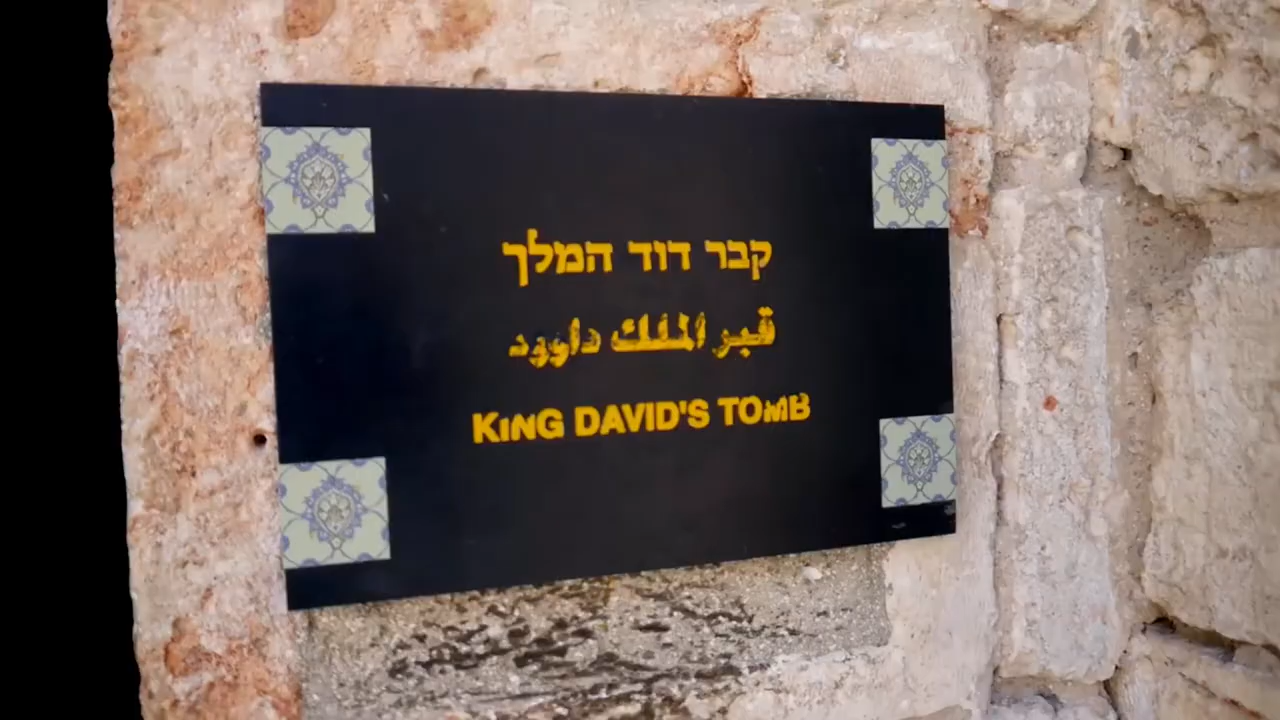 קבר דוד המלך
قبر الملك داوود
KING DAVID'S TOMB